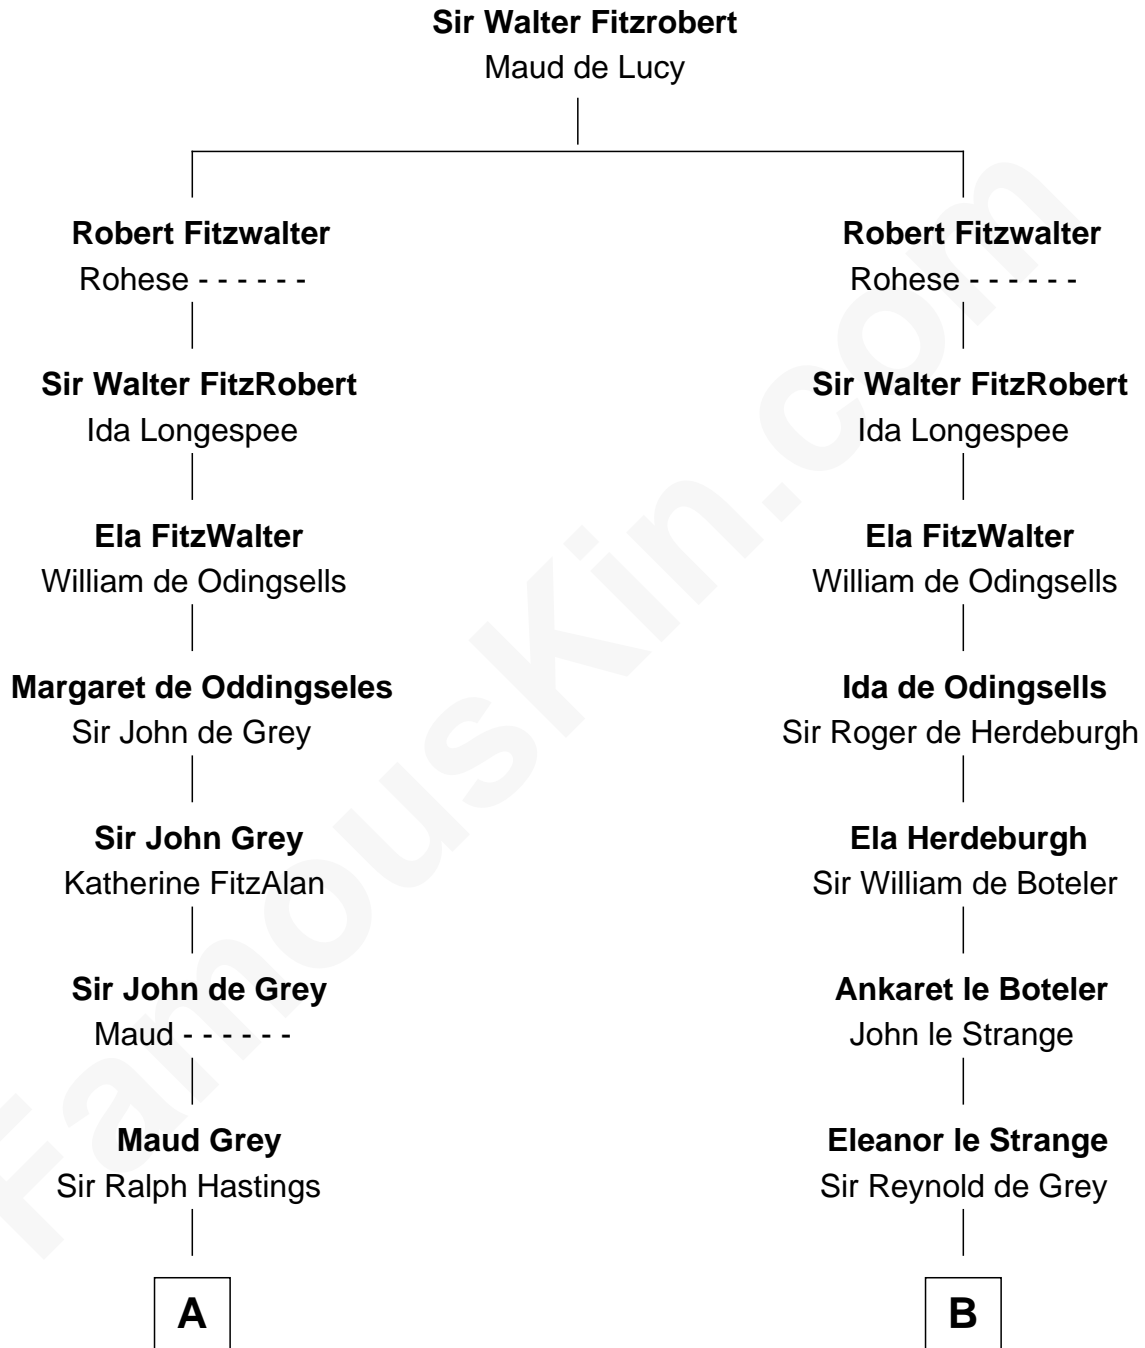 Sir Walter Fitzrobert
Maud de Lucy
Robert Fitzwalter
Rohese - - - - - -
Sir Walter FitzRobert
Ida Longespee
Ela FitzWalter
William de Odingsells
Margaret de Oddingseles
Sir John de Grey
Sir John Grey
Katherine FitzAlan
Sir John de Grey
Maud - - - - - -
Maud Grey
Sir Ralph Hastings
A
Robert Fitzwalter
Rohese - - - - - -
Sir Walter FitzRobert
Ida Longespee
Ela FitzWalter
William de Odingsells
Ida de Odingsells
Sir Roger de Herdeburgh
Ela Herdeburgh
Sir William de Boteler
Ankaret le Boteler
John le Strange
Eleanor le Strange
Sir Reynold de Grey
B
FamousKin.com